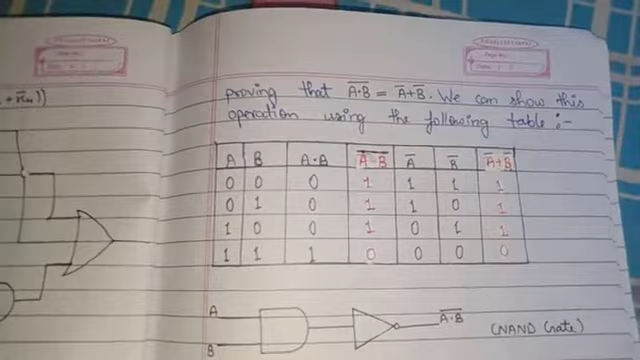 + x̄n))
proving that A̅·̅B̅ = A̅+B̅. We can show this
operation using the following table :-
A B A·B A̅·̅B̅ A̅ B̅ A̅+B̅
0 0 0 1 1 1 1
0 1 0 1 1 0 1
1 0 0 1 0 1 1
1 1 1 0 0 0 0
A
A̅·̅B̅
(NAND Gate)
B